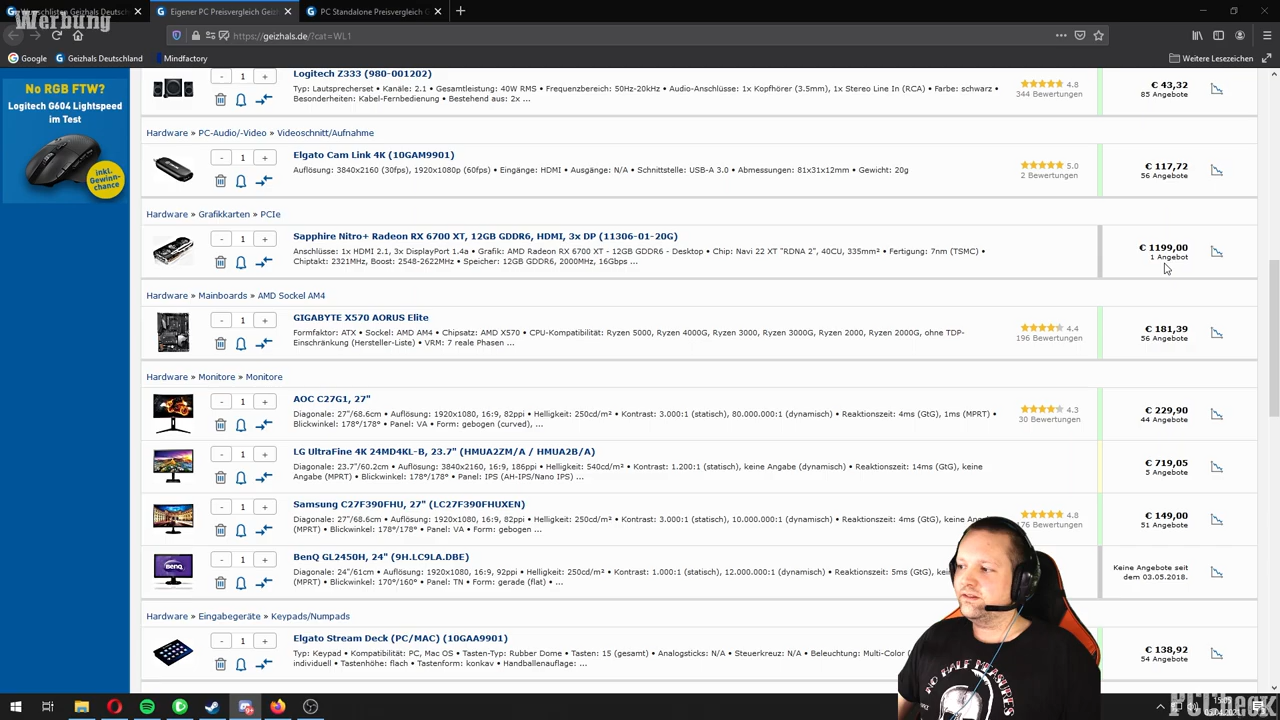 Wunschlisten Geizhals Deutsch
Eigener PC Preisvergleich Geiz
PC Standalone Preisvergleich G
Werbung
https://geizhals.de/?cat=WL1
Google
Geizhals Deutschland
Mindfactory
Weitere Lesezeichen
No RGB FTW?
Logitech G604 Lightspeed
im Test
inkl.
Gewinn-
chance
Logitech Z333 (980-001202)
- 1 +
Typ: Lautsprecherset • Kanäle: 2.1 • Gesamtleistung: 40W RMS • Frequenzbereich: 50Hz-20kHz • Audio-Anschlüsse: 1x Kopfhörer (3.5mm), 1x Stereo Line In (RCA) • Farbe: schwarz •
Besonderheiten: Kabel-Fernbedienung • Bestehend aus: 2x ...
4.8
344 Bewertungen
€ 43,32
85 Angebote
Hardware » PC-Audio/-Video » Videoschnitt/Aufnahme
Elgato Cam Link 4K (10GAM9901)
- 1 +
Auflösung: 3840x2160 (30fps), 1920x1080p (60fps) • Eingänge: HDMI • Ausgänge: N/A • Schnittstelle: USB-A 3.0 • Abmessungen: 81x31x12mm • Gewicht: 20g
5.0
2 Bewertungen
€ 117,72
56 Angebote
Hardware » Grafikkarten » PCIe
Sapphire Nitro+ Radeon RX 6700 XT, 12GB GDDR6, HDMI, 3x DP (11306-01-20G)
- 1 +
Anschlüsse: 1x HDMI 2.1, 3x DisplayPort 1.4a • Grafik: AMD Radeon RX 6700 XT - 12GB GDDR6 - Desktop • Chip: Navi 22 XT "RDNA 2", 40CU, 335mm² • Fertigung: 7nm (TSMC) •
Chiptakt: 2321MHz, Boost: 2548-2622MHz • Speicher: 12GB GDDR6, 2000MHz, 16Gbps ...
€ 1199,00
1 Angebot
Hardware » Mainboards » AMD Sockel AM4
GIGABYTE X570 AORUS Elite
- 1 +
Formfaktor: ATX • Sockel: AMD AM4 • Chipsatz: AMD X570 • CPU-Kompatibilität: Ryzen 5000, Ryzen 4000G, Ryzen 3000, Ryzen 3000G, Ryzen 2000, Ryzen 2000G, ohne TDP-
Einschränkung (Hersteller-Liste) • VRM: 7 reale Phasen ...
4.4
196 Bewertungen
€ 181,39
56 Angebote
Hardware » Monitore » Monitore
AOC C27G1, 27"
- 1 +
Diagonale: 27"/68.6cm • Auflösung: 1920x1080, 16:9, 82ppi • Helligkeit: 250cd/m² • Kontrast: 3.000:1 (statisch), 80.000.000:1 (dynamisch) • Reaktionszeit: 4ms (GtG), 1ms (MPRT) •
Blickwinkel: 178°/178° • Panel: VA • Form: gebogen (curved), ...
4.3
30 Bewertungen
€ 229,90
44 Angebote
LG UltraFine 4K 24MD4KL-B, 23.7" (HMUA2ZM/A / HMUA2B/A)
- 1 +
Diagonale: 23.7"/60.2cm • Auflösung: 3840x2160, 16:9, 186ppi • Helligkeit: 540cd/m² • Kontrast: 1.200:1 (statisch), keine Angabe (dynamisch) • Reaktionszeit: 14ms (GtG), keine
Angabe (MPRT) • Blickwinkel: 178°/178° • Panel: IPS (AH-IPS/Nano IPS) ...
€ 719,05
5 Angebote
Samsung C27F390FHU, 27" (LC27F390FHUXEN)
- 1 +
Diagonale: 27"/68.6cm • Auflösung: 1920x1080, 16:9, 82ppi • Helligkeit: 250cd/m² • Kontrast: 3.000:1 (statisch), 10.000.000:1 (dynamisch) • Reaktionszeit: 4ms (GtG), keine
(MPRT) • Blickwinkel: 178°/178° • Panel: VA • Form: gebogen ...
4.8
Bewertungen
€ 149,00
51 Angebote
BenQ GL2450H, 24" (9H.LC9LA.DBE)
- 1 +
Diagonale: 24"/61cm • Auflösung: 1920x1080, 16:9, 92ppi • Helligkeit: 250cd/m² • Kontrast: 1.000:1 (statisch), 12.000.000:1 (dynamisch) • Reaktionszeit: 5ms (GtG),
(MPRT) • Blickwinkel: 170°/160° • Panel: TN • Form: gerade (flat) • ...
Keine Angebote seit
dem 03.05.2018.
Hardware » Eingabegeräte » Keypads/Numpads
Elgato Stream Deck (PC/MAC) (10GAA9901)
- 1 +
Typ: Keypad • Kompatibilität: PC, Mac OS • Tasten-Typ: Rubber Dome • Tasten: 15 (gesamt) • Analogsticks: N/A • Steuerkreuz: N/A • Beleuchtung: Multi-Color
individuell • Tastenhöhe: flach • Tastenform: konkav • Handballenauflage: ...
€ 138,92
54 Angebote
NO HALF MEASURES
PCCheck